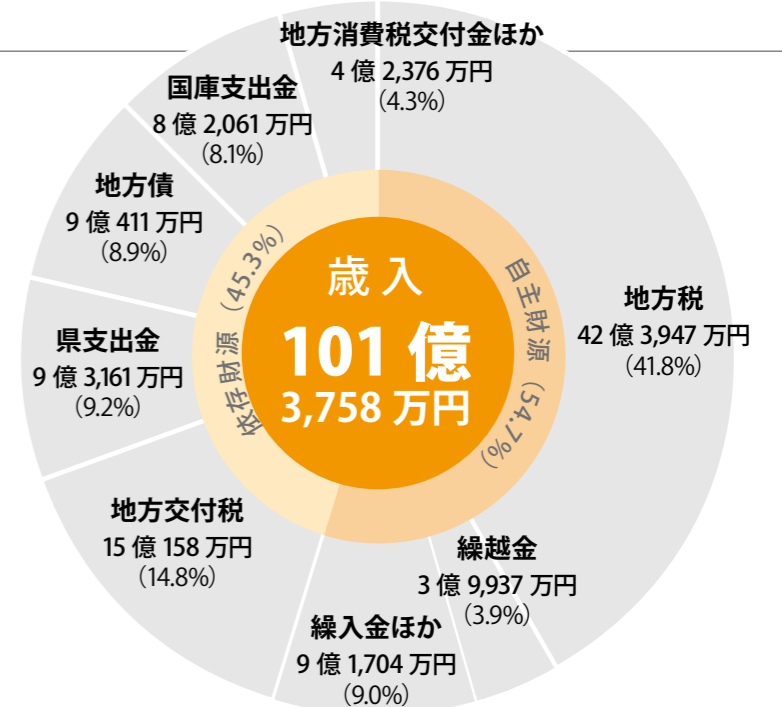 歳入
101 億
3,758 万円
自主財源(54.7%)
依存財源(45.3%)
地方税
42 億 3,947 万円
(41.8%)
繰越金
3 億 9,937 万円
(3.9%)
繰入金ほか
9 億 1,704 万円
(9.0%)
地方交付税
15 億 158 万円
(14.8%)
県支出金
9 億 3,161 万円
(9.2%)
地方債
9 億 411 万円
(8.9%)
国庫支出金
8 億 2,061 万円
(8.1%)
地方消費税交付金ほか
4 億 2,376 万円
(4.3%)